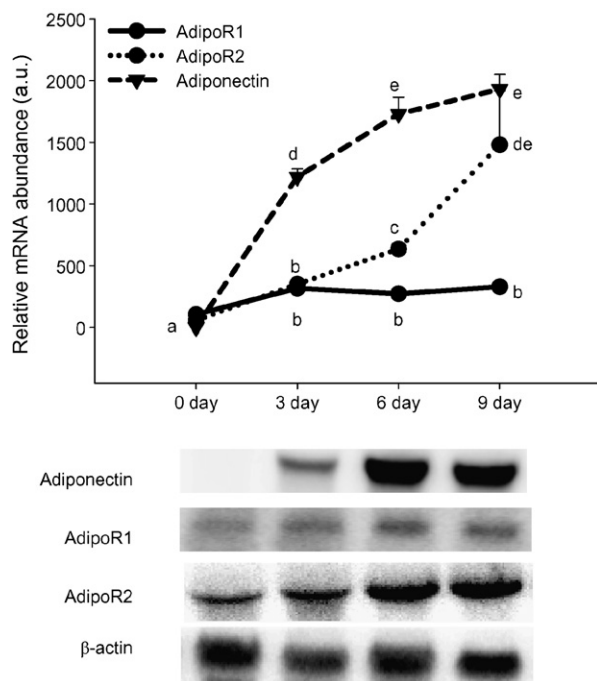 Relative mRNA abundance (a.u.)
2500
2000
1500
1000
500
0
AdipoR1
AdipoR2
Adiponectin
a
b
b
d
c
b
e
e
de
b
0 day
3 day
6 day
9 day
Adiponectin
AdipoR1
AdipoR2
β-actin